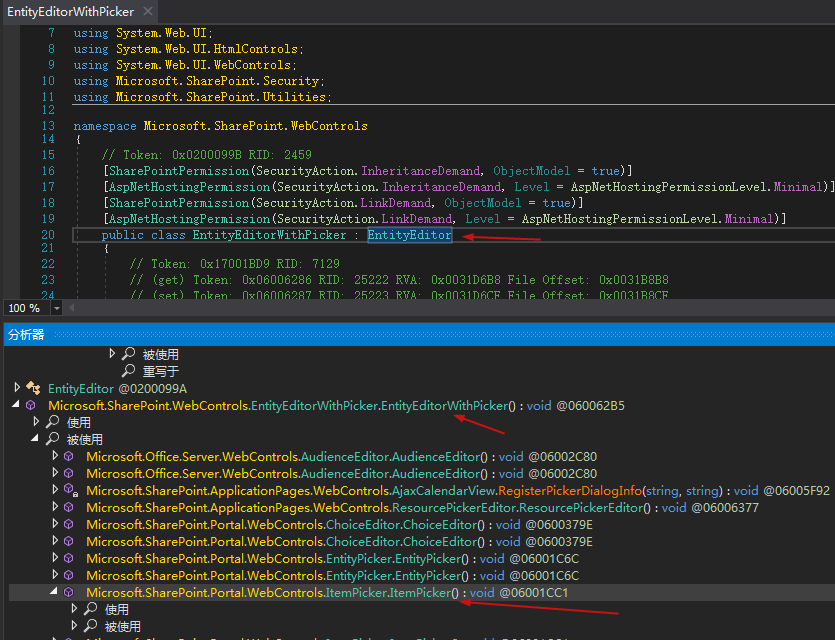 EntityEditorWithPicker
7 using System.Web.UI;
8 using System.Web.UI.HtmlControls;
9 using System.Web.UI.WebControls;
10 using Microsoft.SharePoint.Security;
11 using Microsoft.SharePoint.Utilities;
12
13 namespace Microsoft.SharePoint.WebControls
14 {
15 // Token: 0x0200099B RID: 2459
16 [SharePointPermission(SecurityAction.InheritanceDemand, ObjectModel = true)]
17 [AspNetHostingPermission(SecurityAction.InheritanceDemand, Level = AspNetHostingPermissionLevel.Minimal)]
18 [SharePointPermission(SecurityAction.LinkDemand, ObjectModel = true)]
19 [AspNetHostingPermission(SecurityAction.LinkDemand, Level = AspNetHostingPermissionLevel.Minimal)]
20 public class EntityEditorWithPicker : EntityEditor
21 {
22 // Token: 0x17001BD9 RID: 7129
23 // (get) Token: 0x06006286 RID: 25222 RVA: 0x0031D6B8 File Offset: 0x0031B8B8
24 // (set) Token: 0x06006287 RID: 25223 RVA: 0x0031D6CF File Offset: 0x0031B8CF
100 %
分析器
被使用
重写于
EntityEditor @0200099A
Microsoft.SharePoint.WebControls.EntityEditorWithPicker.EntityEditorWithPicker() : void @060062B5
使用
被使用
Microsoft.Office.Server.WebControls.AudienceEditor.AudienceEditor() : void @06002C80
Microsoft.Office.Server.WebControls.AudienceEditor.AudienceEditor() : void @06002C80
Microsoft.SharePoint.ApplicationPages.WebControls.AjaxCalendarView.RegisterPickerDialogInfo(string, string) : void @06005F92
Microsoft.SharePoint.ApplicationPages.WebControls.ResourcePickerEditor.ResourcePickerEditor() : void @06006377
Microsoft.SharePoint.Portal.WebControls.ChoiceEditor.ChoiceEditor() : void @0600379E
Microsoft.SharePoint.Portal.WebControls.ChoiceEditor.ChoiceEditor() : void @0600379E
Microsoft.SharePoint.Portal.WebControls.EntityPicker.EntityPicker() : void @06001C6C
Microsoft.SharePoint.Portal.WebControls.EntityPicker.EntityPicker() : void @06001C6C
Microsoft.SharePoint.Portal.WebControls.ItemPicker.ItemPicker() : void @06001CC1
使用
被使用